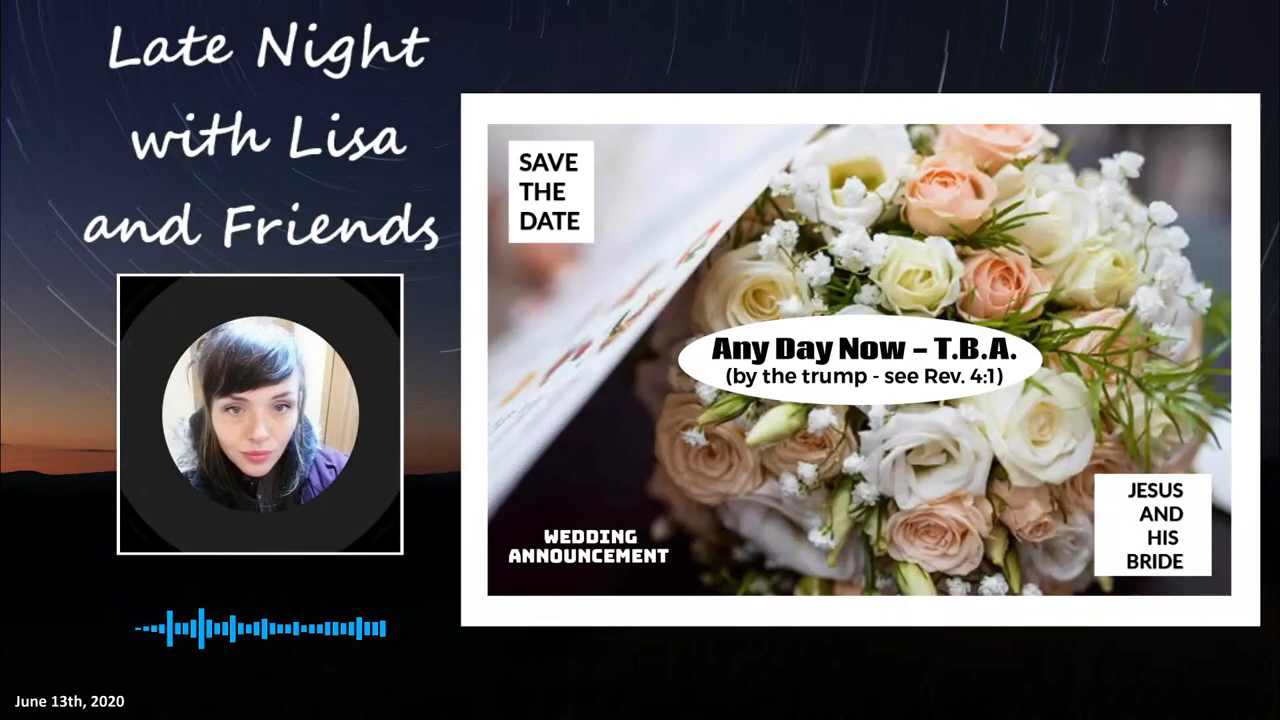 Late Night
with Lisa
and Friends
SAVE
THE
DATE
Any Day Now – T.B.A.
(by the trump - see Rev. 4:1)
WEDDING
ANNOUNCEMENT
JESUS
AND
HIS
BRIDE
June 13th, 2020